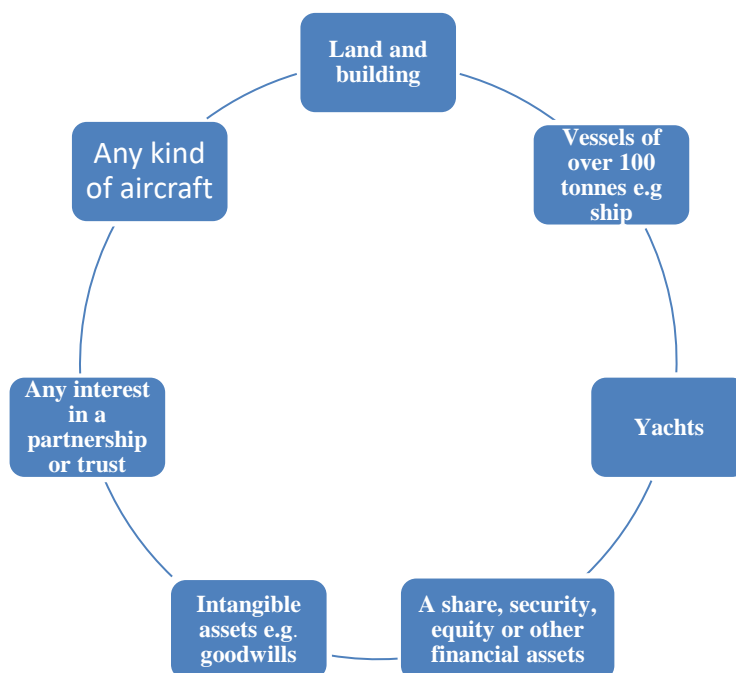 Land and
building
Vessels of
over 100
tonnes e.g
ship
Yachts
A share, security,
equity or other
financial assets
Intangible
assets e.g.
goodwills
Any interest
in a
partnership
or trust
Any kind
of aircraft